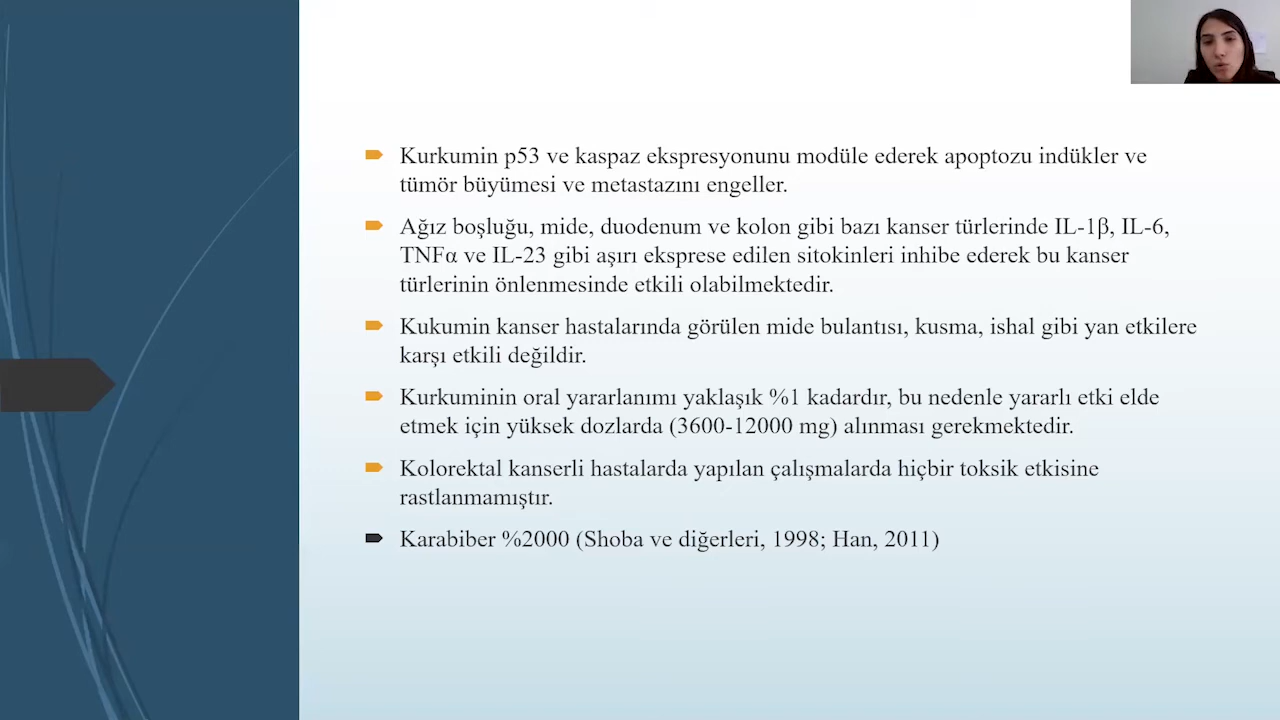 Kurkumin p53 ve kaspaz ekspresyonunu modüle ederek apoptozu indükler ve
tümör büyümesi ve metastazını engeller.
Ağız boşluğu, mide, duodenum ve kolon gibi bazı kanser türlerinde IL-1β, IL-6,
TNFα ve IL-23 gibi aşırı eksprese edilen sitokinleri inhibe ederek bu kanser
türlerinin önlenmesinde etkili olabilmektedir.
Kukumin kanser hastalarında görülen mide bulantısı, kusma, ishal gibi yan etkilere
karşı etkili değildir.
Kurkuminin oral yararlanımı yaklaşık %1 kadardır, bu nedenle yararlı etki elde
etmek için yüksek dozlarda (3600-12000 mg) alınması gerekmektedir.
Kolorektal kanserli hastalarda yapılan çalışmalarda hiçbir toksik etkisine
rastlanmamıştır.
Karabiber %2000 (Shoba ve diğerleri, 1998; Han, 2011)